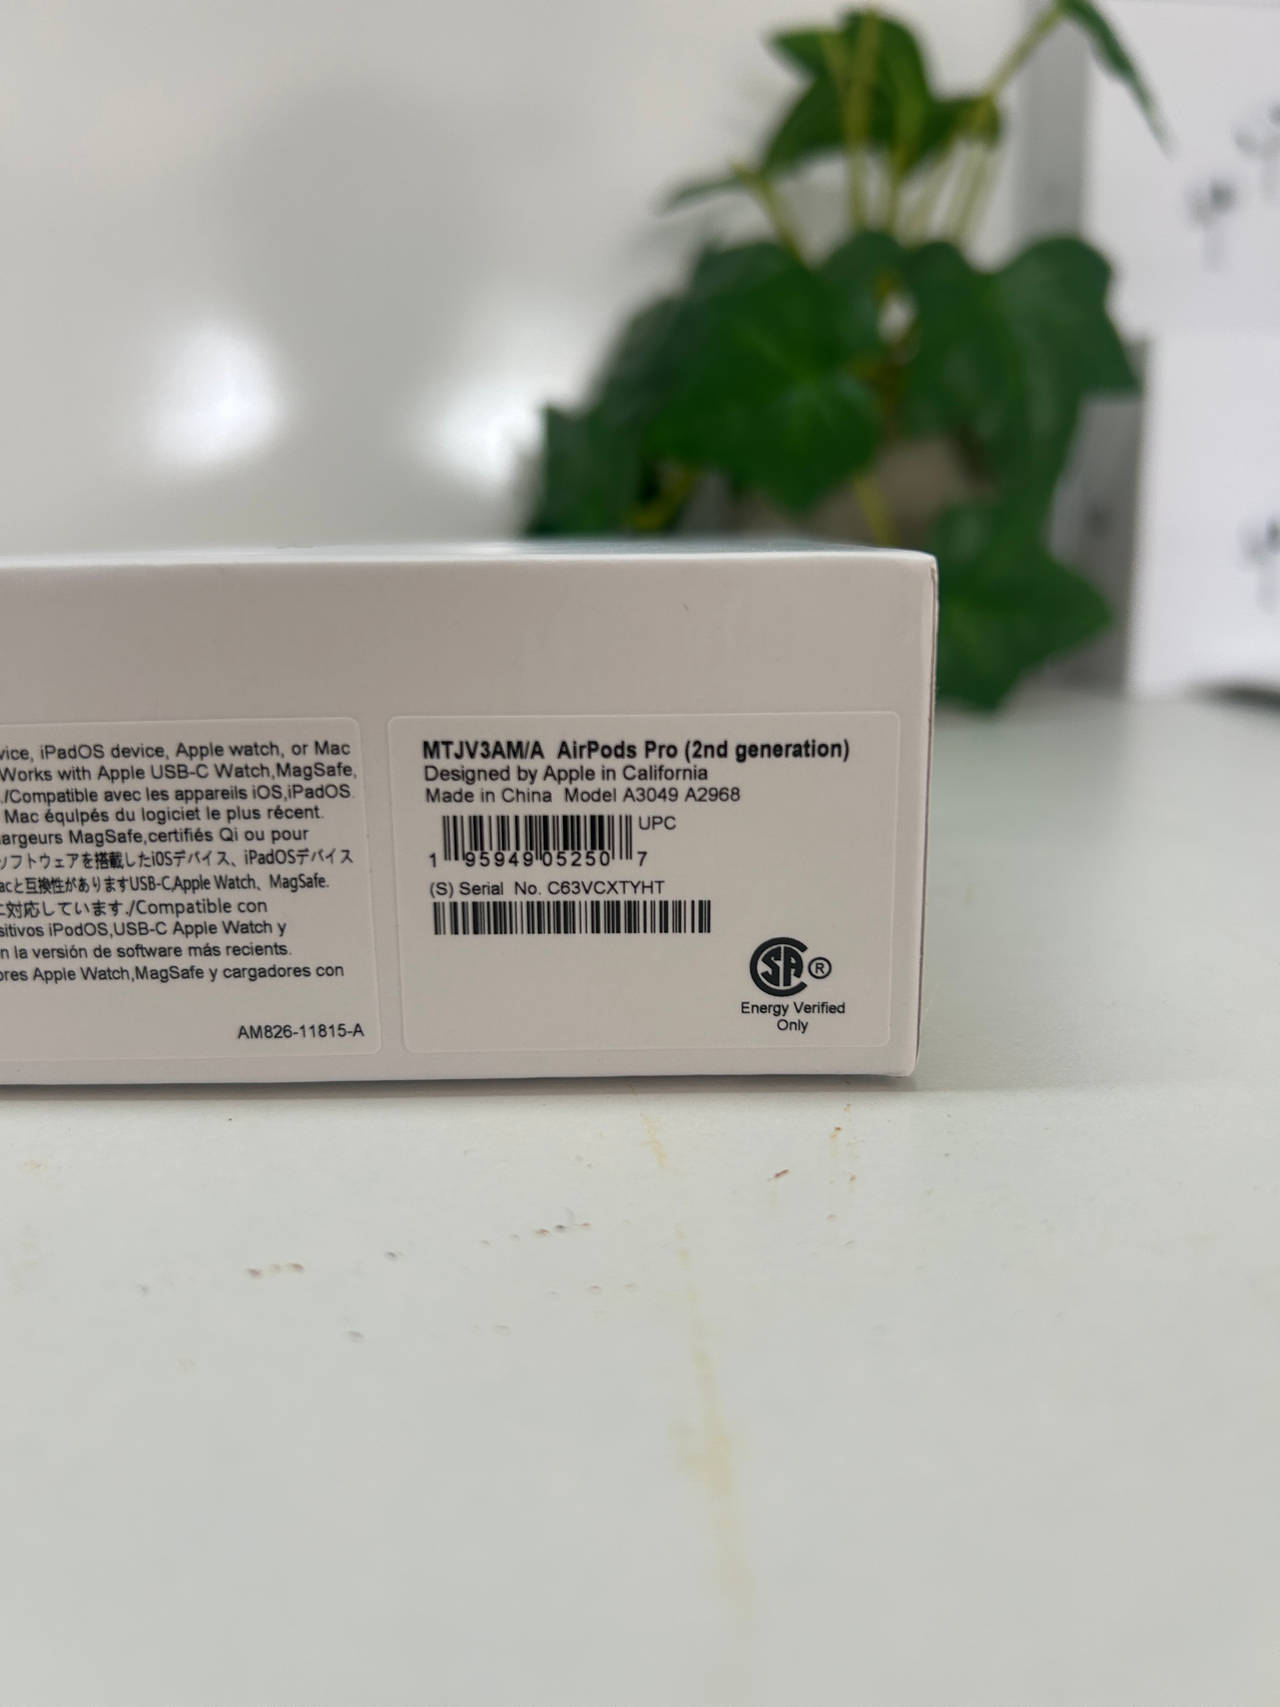 vice, iPadOS device, Apple watch, or Mac
Works with Apple USB-C Watch,MagSafe,
./Compatible avec les appareils iOS,iPadOS.
Mac équlpés du logiciet le plus récent.
argeurs MagSafe,certifiés Qi ou pour
ソフトウェアを搭載したiOSデバイス、iPadOSデバイス
acと互換性がありますUSB-C,Apple Watch、MagSafe.
に対応しています./Compatible con
sitivos iPodOS,USB-C Apple Watch y
n la versión de software más recients.
ores Apple Watch,MagSafe y cargadores con
AM826-11815-A
MTJV3AM/A AirPods Pro (2nd generation)
Designed by Apple in California
Made in China Model A3049 A2968
UPC
1 95949 05250 7
(S) Serial No. C63VCXTYHT
SA ®
Energy Verified
Only